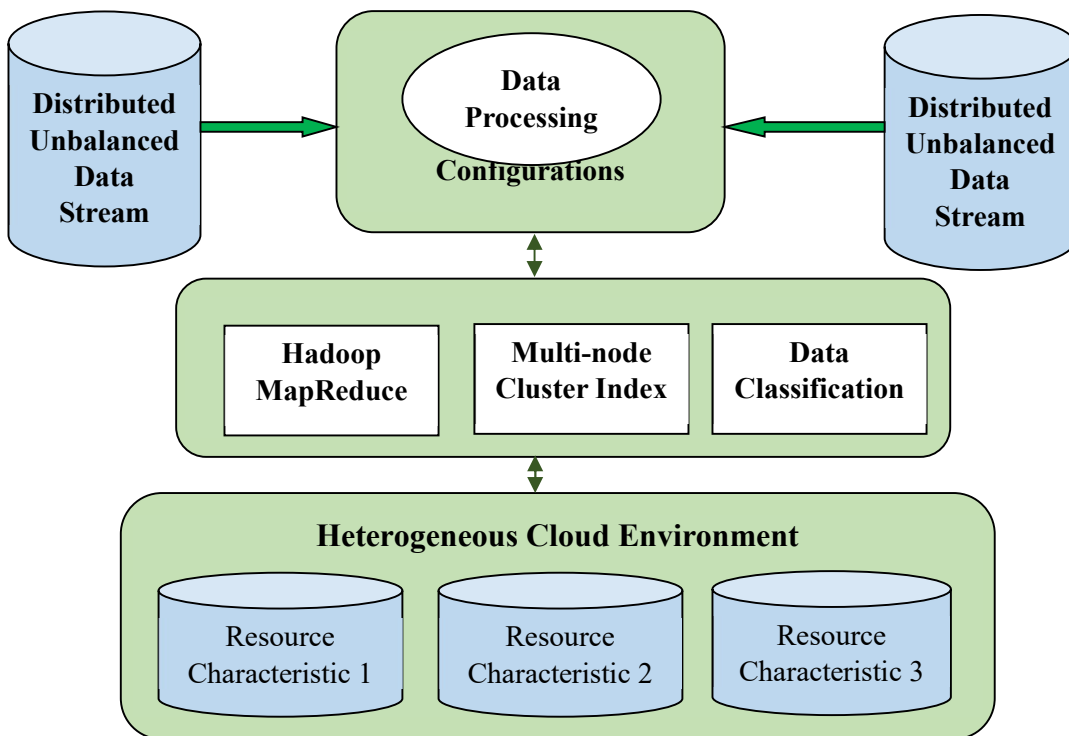 Distributed
Unbalanced
Data
Stream
Data
Processing
Configurations
Distributed
Unbalanced
Data
Stream
Hadoop
MapReduce
Multi-node
Cluster Index
Data
Classification
Heterogeneous Cloud Environment
Resource
Characteristic 1
Resource
Characteristic 2
Resource
Characteristic 3